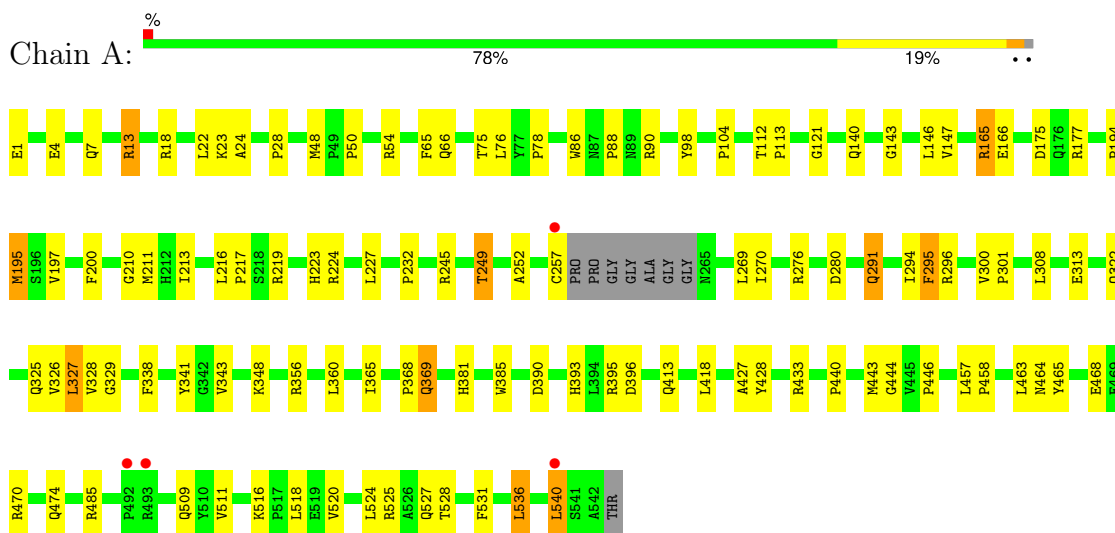 %
Chain A:
78% 19% • •
E1 E4 Q7 R13 R18 L22 K23 A24 P28 M48 P49 P50 R54 F65 Q66 T75 L76 Y77 P78 W86 N87 P88 N89 R90 Y98 P104 T112 P113 G121 Q140 G143 L146 V147 R165 E166 D175 Q176 R177
M195 S196 V197 F200 G210 M211 H212 I213 L216 P217 S218 R219 H223 R224 L227 P232 R245 T249 A252 C257 PRO PRO GLY GLY ALA GLY GLY N265 L269 I270 R276 D280 Q291 I294 F295 R296 V300 P301 L308 E313
Q325 V326 L327 V328 G329 F338 Y341 G342 V343 K348 R356 L360 I365 P368 Q369 H381 W385 D390 H393 L394 R395 D396 Q413 L418 A427 Y428 R433 P440 M443 G444 V445 P446 L457 P458 L463 N464 Y465 E468
R470 Q474 R485 P492 R493 Q509 Y510 V511 K516 P517 L518 E519 V520 L524 R525 A526 Q527 T528 F531 L536 L540 S541 A542 THR